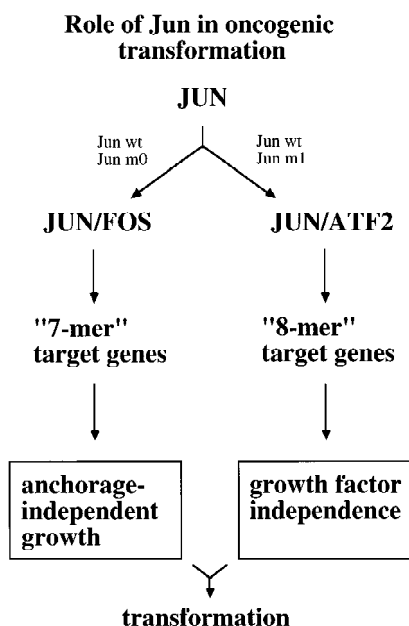 Role of Jun in oncogenic
transformation
JUN
Jun wt
Jun m0
Jun wt
Jun m1
JUN/FOS
JUN/ATF2
"7-mer"
target genes
"8-mer"
target genes
anchorage-
independent
growth
growth factor
independence
transformation